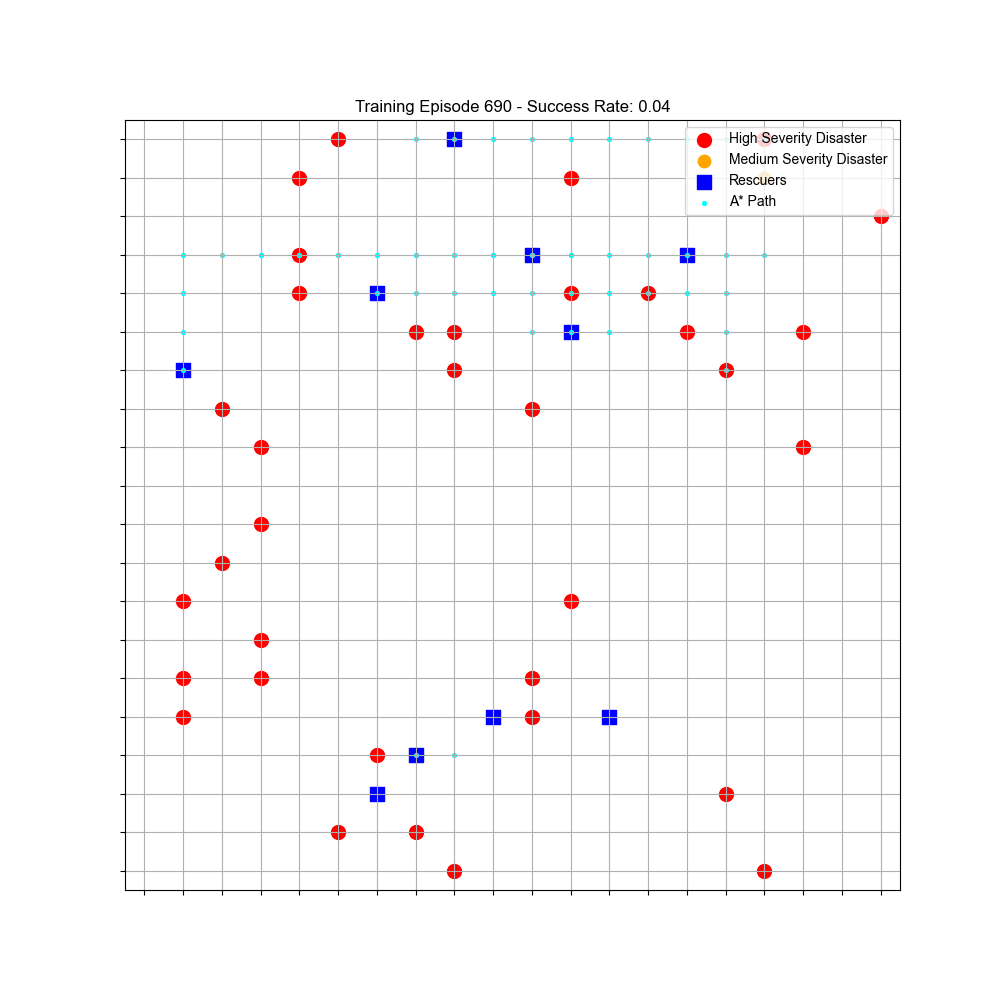 Training Episode 690 - Success Rate: 0.04
High Severity Disaster
Medium Severity Disaster
Rescuers
A* Path